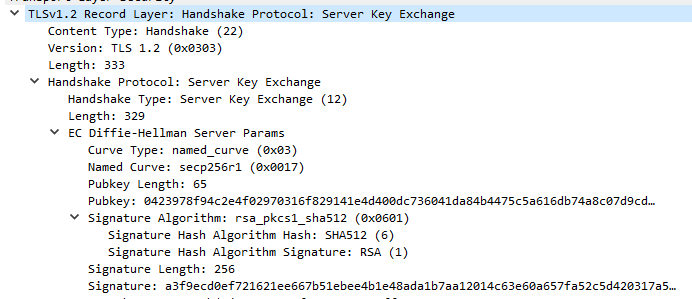 TLSv1.2 Record Layer: Handshake Protocol: Server Key Exchange
Content Type: Handshake (22)
Version: TLS 1.2 (0x0303)
Length: 333
Handshake Protocol: Server Key Exchange
Handshake Type: Server Key Exchange (12)
Length: 329
EC Diffie-Hellman Server Params
Curve Type: named_curve (0x03)
Named Curve: secp256r1 (0x0017)
Pubkey Length: 65
Pubkey: 0423978f94c2e4f02970316f829141e4d400dc736041da84b4475c5a616db74a8c07d9cd…
Signature Algorithm: rsa_pkcs1_sha512 (0x0601)
Signature Hash Algorithm Hash: SHA512 (6)
Signature Hash Algorithm Signature: RSA (1)
Signature Length: 256
Signature: a3f9ecd0ef721621ee667b51ebee4b1e48ada1b7aa12014c63e60a657fa52c5d420317a5…